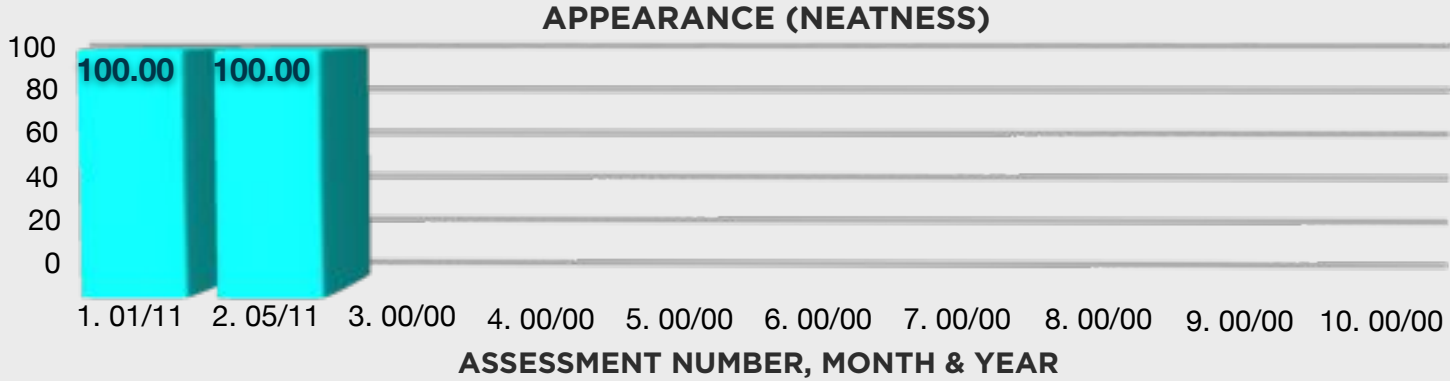 APPEARANCE (NEATNESS)
100
80
60
40
20
0
100.00 100.00
1. 01/11 2. 05/11 3. 00/00 4. 00/00 5. 00/00 6. 00/00 7. 00/00 8. 00/00 9. 00/00 10. 00/00
ASSESSMENT NUMBER, MONTH & YEAR